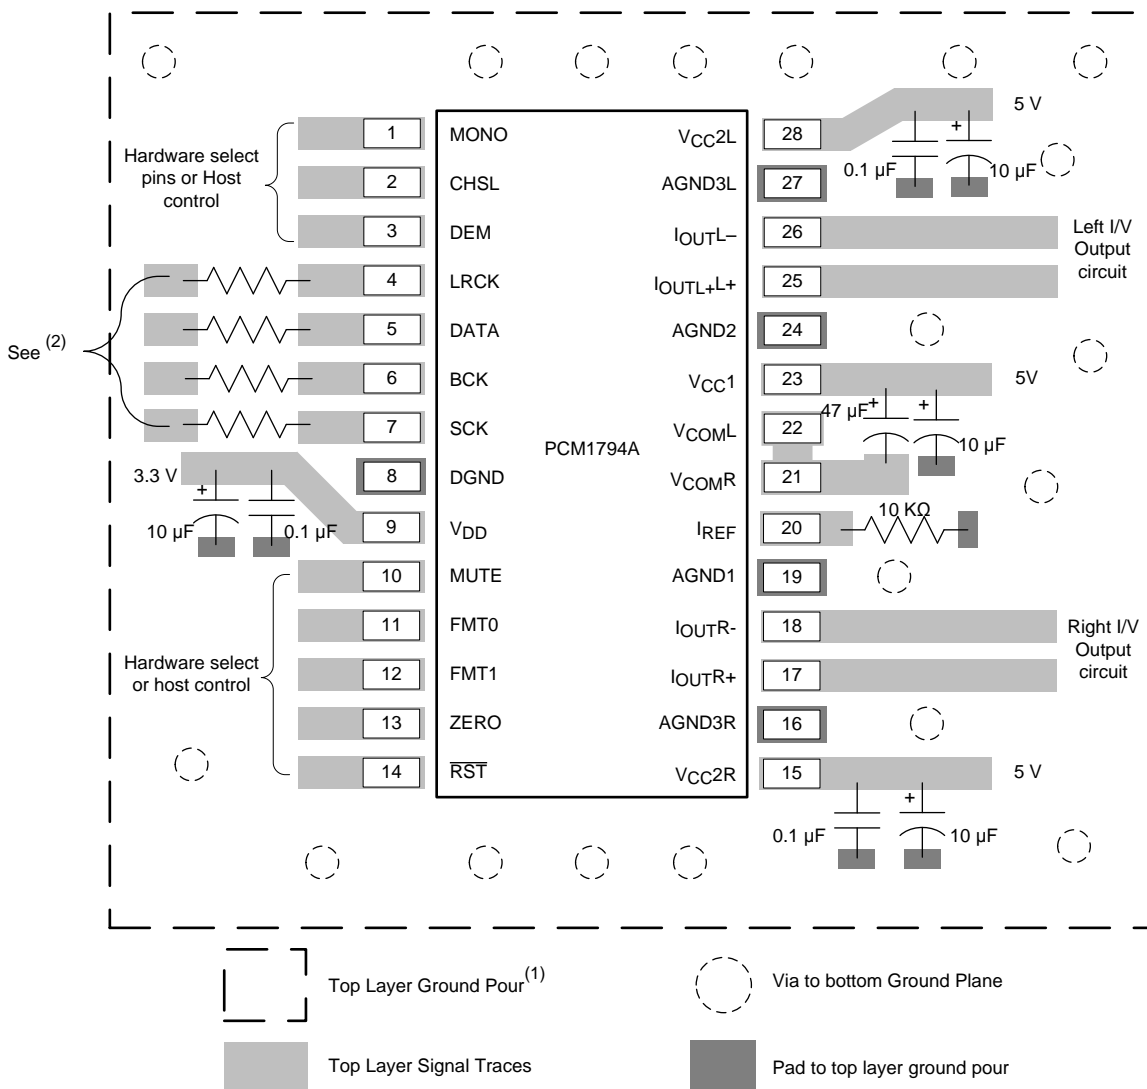 5 V
Hardware select
pins or Host
control
1 MONO
2 CHSL
3 DEM
4 LRCK
5 DATA
6 BCK
7 SCK
8 DGND
9 VDD
10 MUTE
11 FMT0
12 FMT1
13 ZERO
14 RST
See (2)
3.3 V
+
10 µF
0.1 µF
Hardware select
or host control
PCM1794A
VCC2L 28
AGND3L 27
IOUTL– 26
IOUTL+L+ 25
AGND2 24
VCC1 23
VCOML 22
VCOMR 21
IREF 20
AGND1 19
IOUTR- 18
IOUTR+ 17
AGND3R 16
VCC2R 15
+
0.1 µF
10 µF
Left I/V
Output
circuit
5V
47 µF
+
+
10 µF
10 KΩ
Right I/V
Output
circuit
5 V
+
0.1 µF
10 µF
Top Layer Ground Pour(1)
Via to bottom Ground Plane
Top Layer Signal Traces
Pad to top layer ground pour